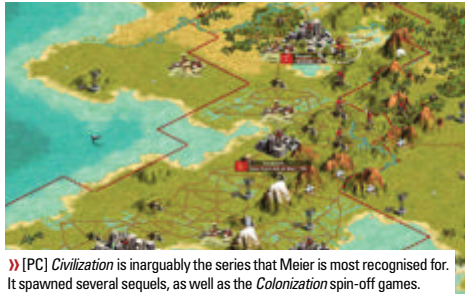 » [PC] Civilization is inarguably the series that Meier is most recognised for.
It spawned several sequels, as well as the Colonization spin-off games.